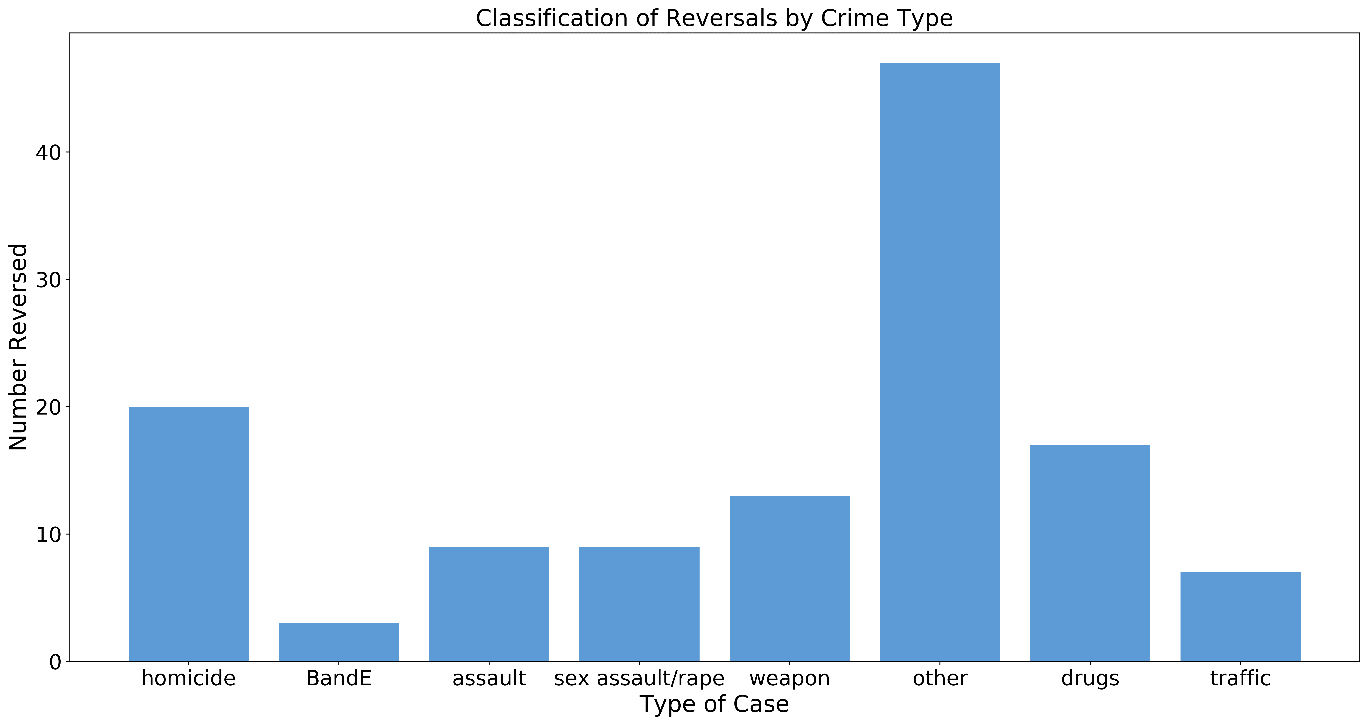 Classification of Reversals by Crime Type
Number Reversed
40
30
20
10
0
homicide BandE assault sex assault/rape weapon other drugs traffic
Type of Case